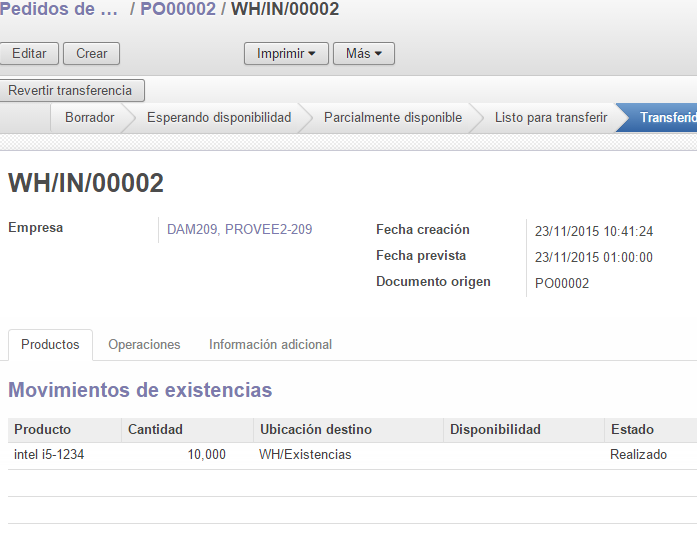 Pedidos de ... / PO00002 / WH/IN/00002
Editar Crear Imprimir Más
Revertir transferencia
Borrador Esperando disponibilidad Parcialmente disponible Listo para transferir Transferid
WH/IN/00002
Empresa DAM209, PROVEE2-209 Fecha creación 23/11/2015 10:41:24
Fecha prevista 23/11/2015 01:00:00
Documento origen PO00002
Productos Operaciones Información adicional
Movimientos de existencias
Producto Cantidad Ubicación destino Disponibilidad Estado
intel i5-1234 10,000 WH/Existencias Realizado